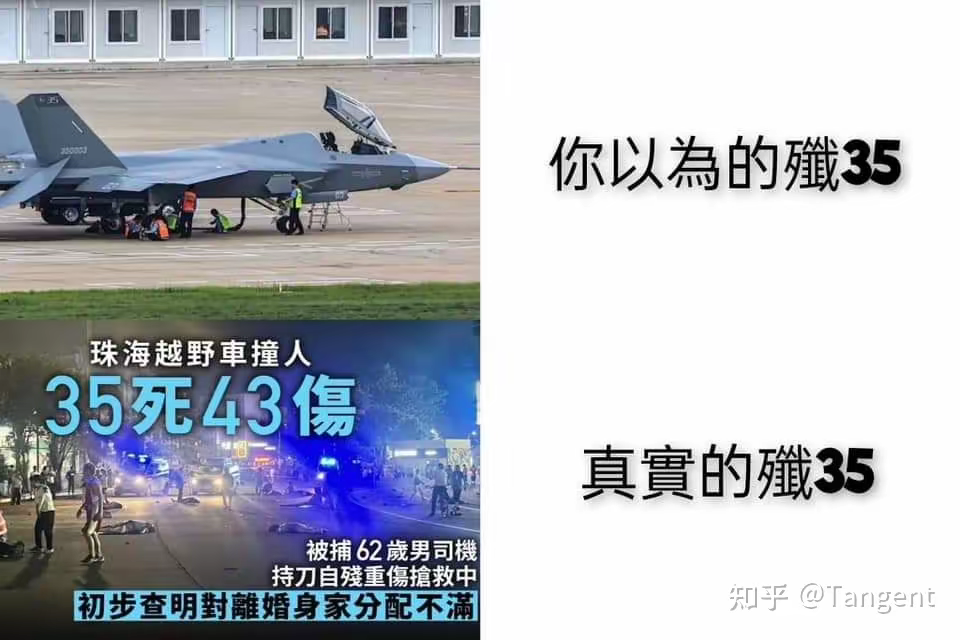 35
350003
你以為的殲35
珠海越野車撞人
35死43傷
真實的殲35
被捕62歲男司機
持刀自殘重傷搶救中
初步查明對離婚身家分配不滿
知乎 @Tangent